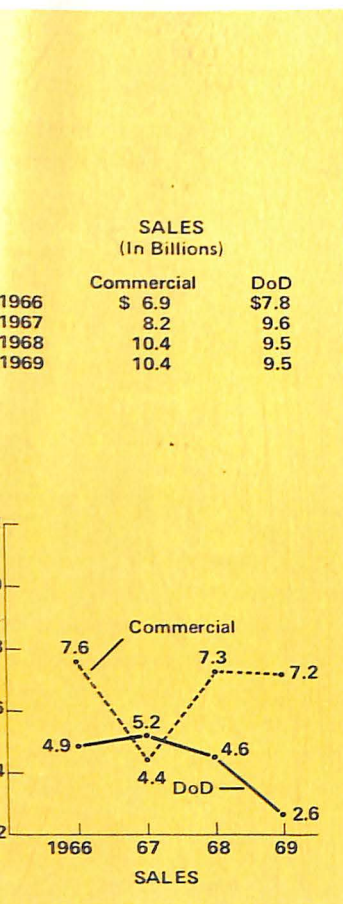 SALES
(In Billions)
Commercial DoD
1966 $ 6.9 $7.8
1967 8.2 9.6
1968 10.4 9.5
1969 10.4 9.5
Commercial
7.6
7.3
7.2
5.2
4.9
4.6
4.4
DoD
2.6
2
1966 67 68 69
SALES